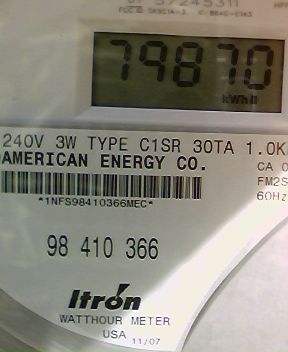 57245311
79870
kWh
240V 3W TYPE C1SR 30TA 1.0K
AMERICAN ENERGY CO.
CA 0
*1NFS98410366MEC*
FM2S
60Hz
98 410 366
Itron
WATTHOUR METER
USA 11/07